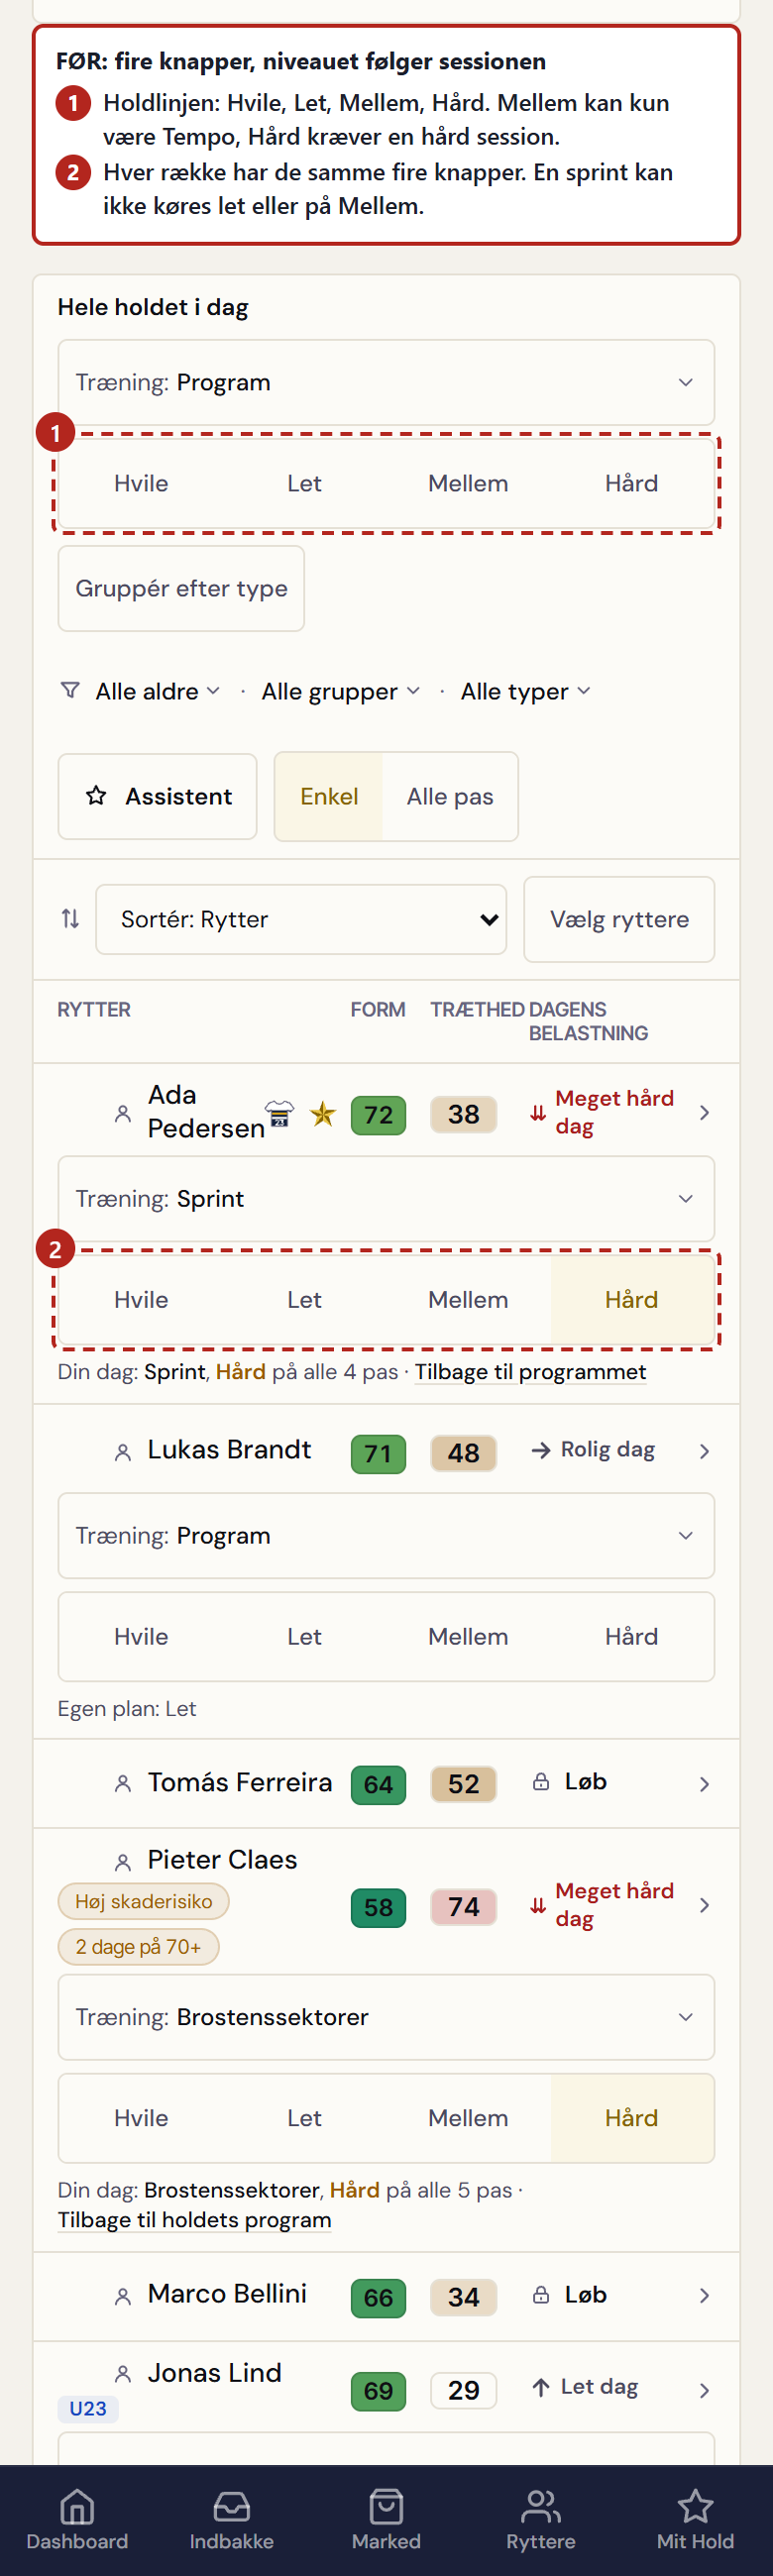 FØR: fire knapper, niveauet følger sessionen
1 Holdlinjen: Hvile, Let, Mellem, Hård. Mellem kan kun
være Tempo, Hård kræver en hård session.
2 Hver række har de samme fire knapper. En sprint kan
ikke køres let eller på Mellem.
Hele holdet i dag
Træning: Program
1
Hvile Let Mellem Hård
Gruppér efter type
Alle aldre · Alle grupper · Alle typer
Assistent Enkel Alle pas
Sortér: Rytter Vælg ryttere
RYTTER FORM TRÆTHED DAGENS
BELASTNING
Ada
Pedersen 23 72 38 Meget hård
dag
Træning: Sprint
2
Hvile Let Mellem Hård
Din dag: Sprint, Hård på alle 4 pas · Tilbage til programmet
Lukas Brandt 71 48 Rolig dag
Træning: Program
Hvile Let Mellem Hård
Egen plan: Let
Tomás Ferreira 64 52 Løb
Pieter Claes
Høj skaderisiko 58 74 Meget hård
dag
2 dage på 70+
Træning: Brostenssektorer
Hvile Let Mellem Hård
Din dag: Brostenssektorer, Hård på alle 5 pas ·
Tilbage til holdets program
Marco Bellini 66 34 Løb
Jonas Lind 69 29 Let dag
U23
Dashboard Indbakke Marked Ryttere Mit Hold